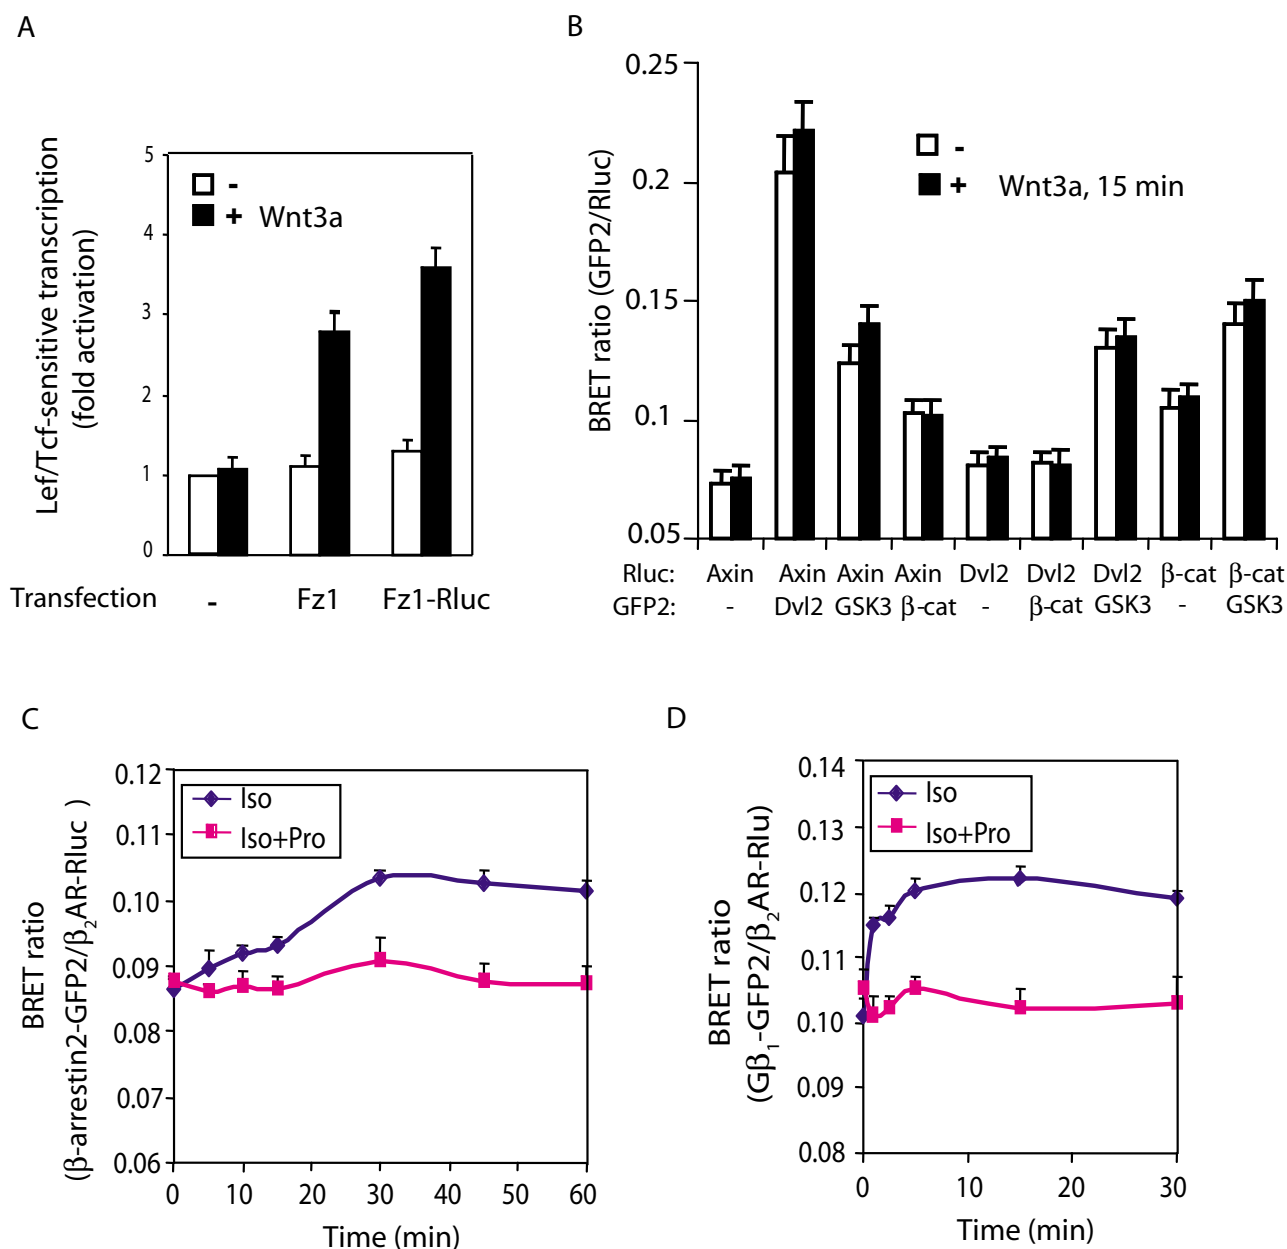 A
Lef/Tcf-sensitive transcription
(fold activation)
5
4
3
2
1
0
-
+ Wnt3a
Transfection - Fz1 Fz1-Rluc
B
BRET ratio (GFP2/Rluc)
0.25
0.2
0.15
0.1
0.05
-
+ Wnt3a, 15 min
Rluc: Axin Axin Axin Axin Dvl2 Dvl2 Dvl2 β-cat β-cat
GFP2: - Dvl2 GSK3 β-cat - β-cat GSK3 - GSK3
C
BRET ratio
(β-arrestin2-GFP2/β₂AR-Rluc )
0.12
0.11
0.10
0.09
0.08
0.07
0.06
Iso
Iso+Pro
0 10 20 30 40 50 60
Time (min)
D
BRET ratio
(Gβ₁-GFP2/β₂AR-Rlu)
0.14
0.13
0.12
0.11
0.10
0.09
0.08
Iso
Iso+Pro
0 10 20 30
Time (min)